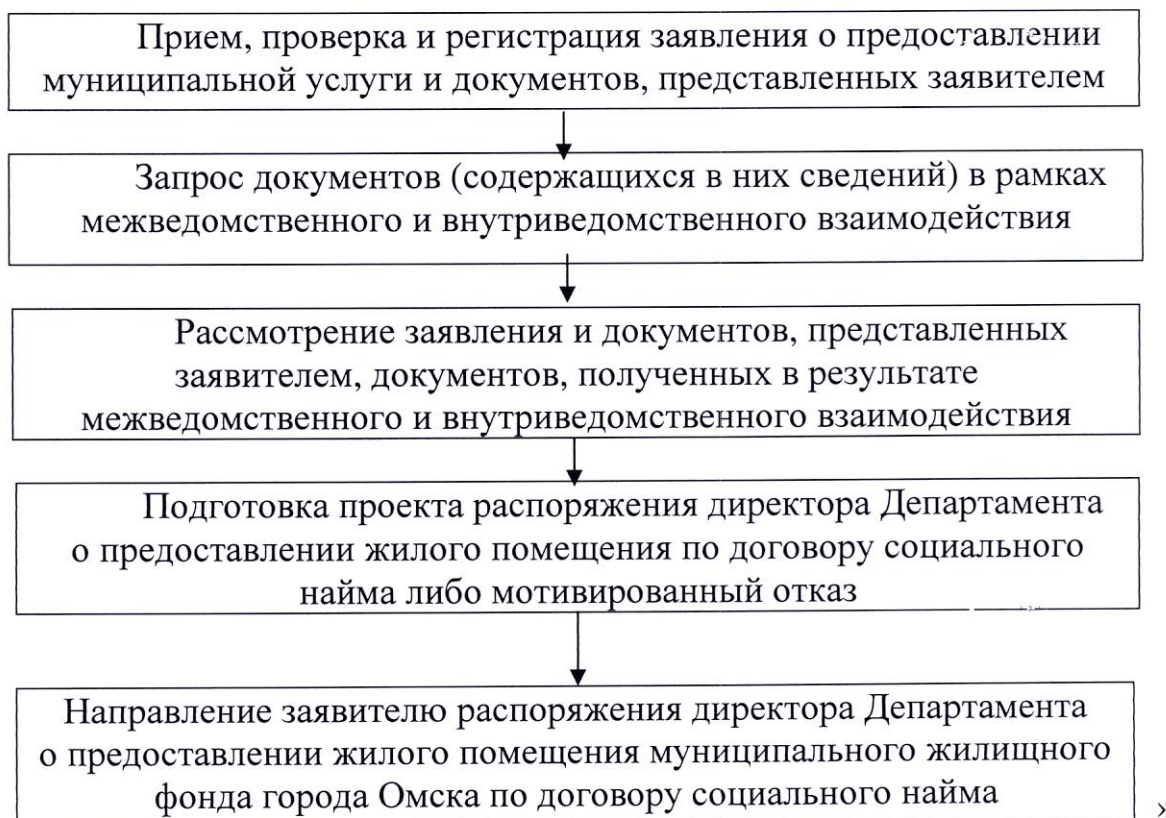 Прием, проверка и регистрация заявления о предоставлении
муниципальной услуги и документов, представленных заявителем
Запрос документов (содержащихся в них сведений) в рамках
межведомственного и внутриведомственного взаимодействия
Рассмотрение заявления и документов, представленных
заявителем, документов, полученных в результате
межведомственного и внутриведомственного взаимодействия
Подготовка проекта распоряжения директора Департамента
о предоставлении жилого помещения по договору социального
найма либо мотивированный отказ
Направление заявителю распоряжения директора Департамента
о предоставлении жилого помещения муниципального жилищного
фонда города Омска по договору социального найма
»